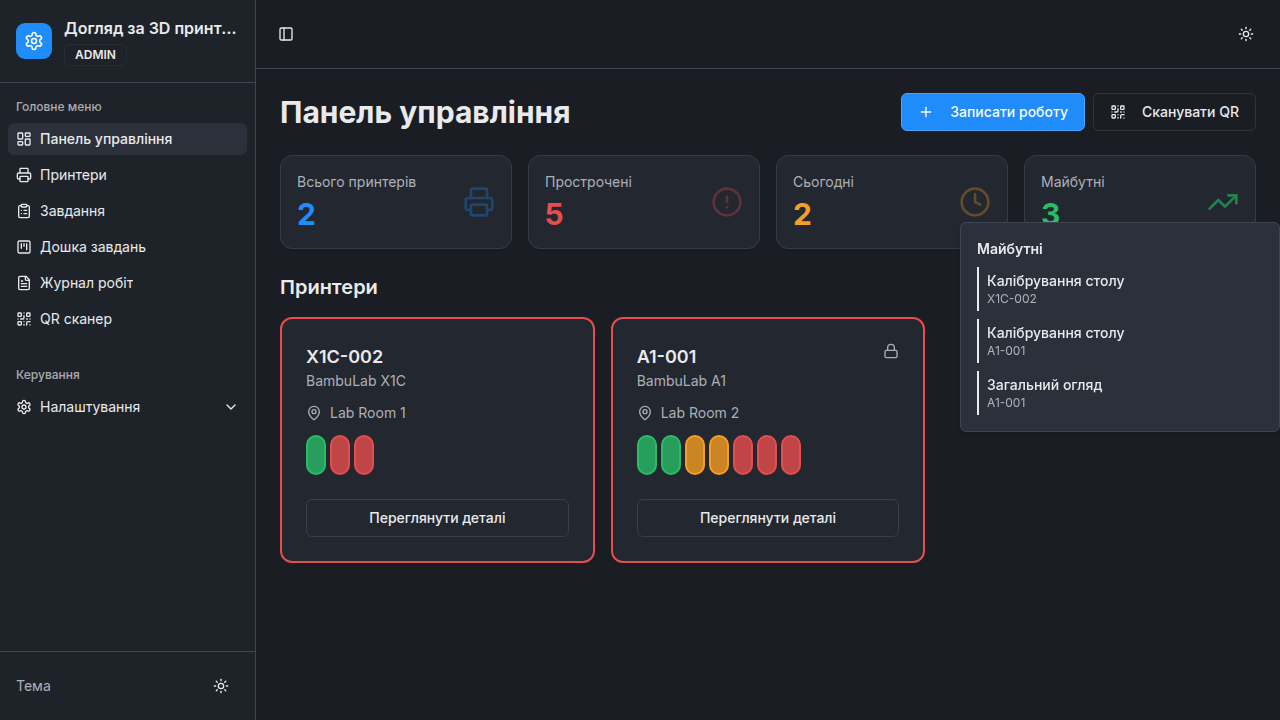 Догляд за 3D принт...
ADMIN
Головне меню
Панель управління
Принтери
Завдання
Дошка завдань
Журнал робіт
QR сканер
Керування
Налаштування
Тема
Панель управління
Записати роботу
Сканувати QR
Всього принтерів
2
Прострочені
5
Сьогодні
2
Майбутні
3
Майбутні
Калібрування столу
X1C-002
Калібрування столу
A1-001
Загальний огляд
A1-001
Принтери
X1C-002
BambuLab X1C
Lab Room 1
Переглянути деталі
A1-001
BambuLab A1
Lab Room 2
Переглянути деталі